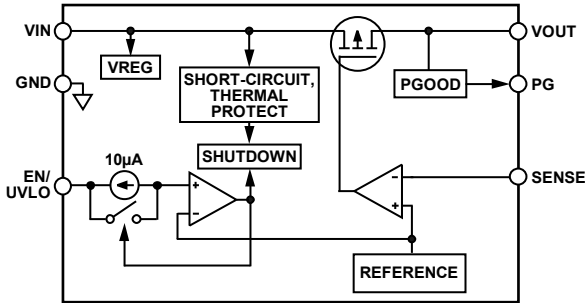 VIN
VOUT
VREG
GND
SHORT-CIRCUIT,
THERMAL
PROTECT
PGOOD
PG
10µA
SHUTDOWN
EN/
UVLO
+
–
–
+
SENSE
REFERENCE